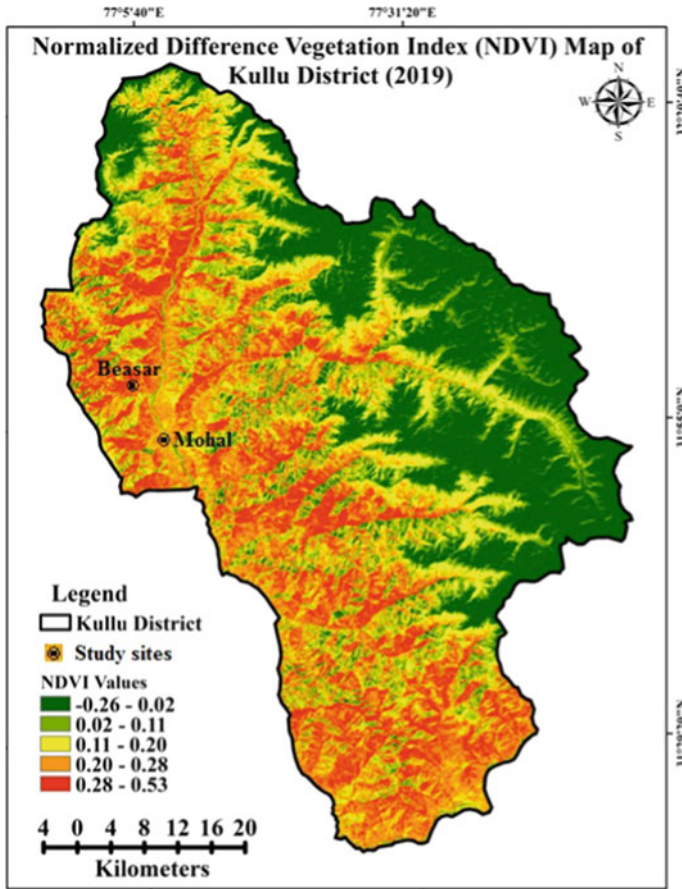 77°5'40"E 77°31'20"E
Normalized Difference Vegetation Index (NDVI) Map of
Kullu District (2019)
N
W E
S
Beasar
Mohal
Legend
Kullu District
Study sites
NDVI Values
-0.26 - 0.02
0.02 - 0.11
0.11 - 0.20
0.20 - 0.28
0.28 - 0.53
4 0 4 8 12 16 20
Kilometers